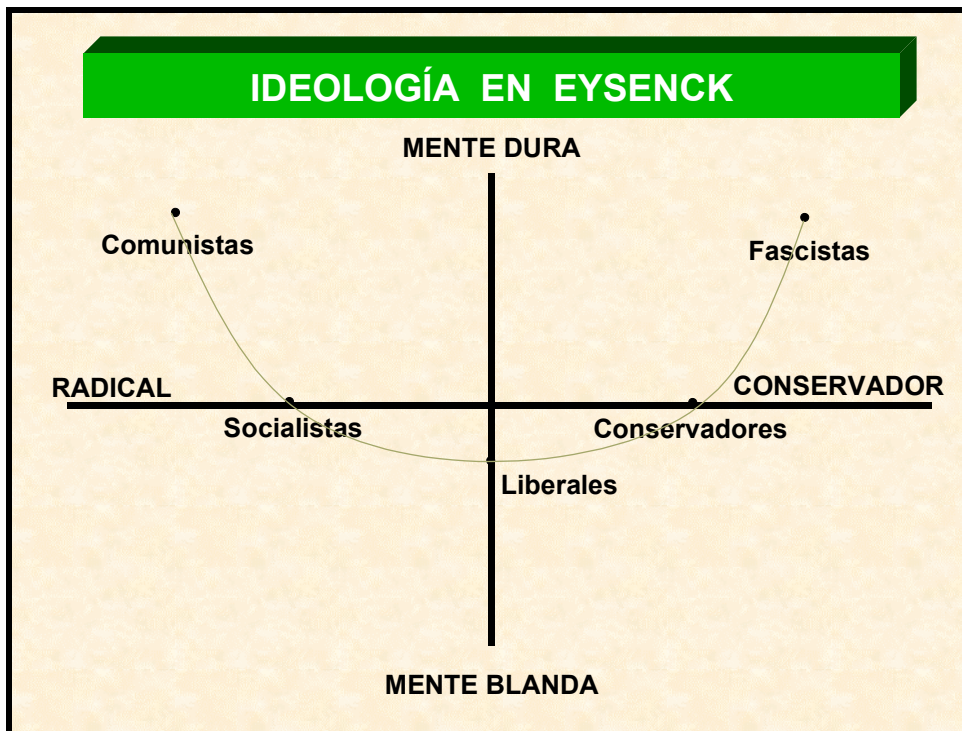 IDEOLOGÍA EN EYSENCK
MENTE DURA
Comunistas
Fascistas
RADICAL
CONSERVADOR
Socialistas
Conservadores
Liberales
MENTE BLANDA